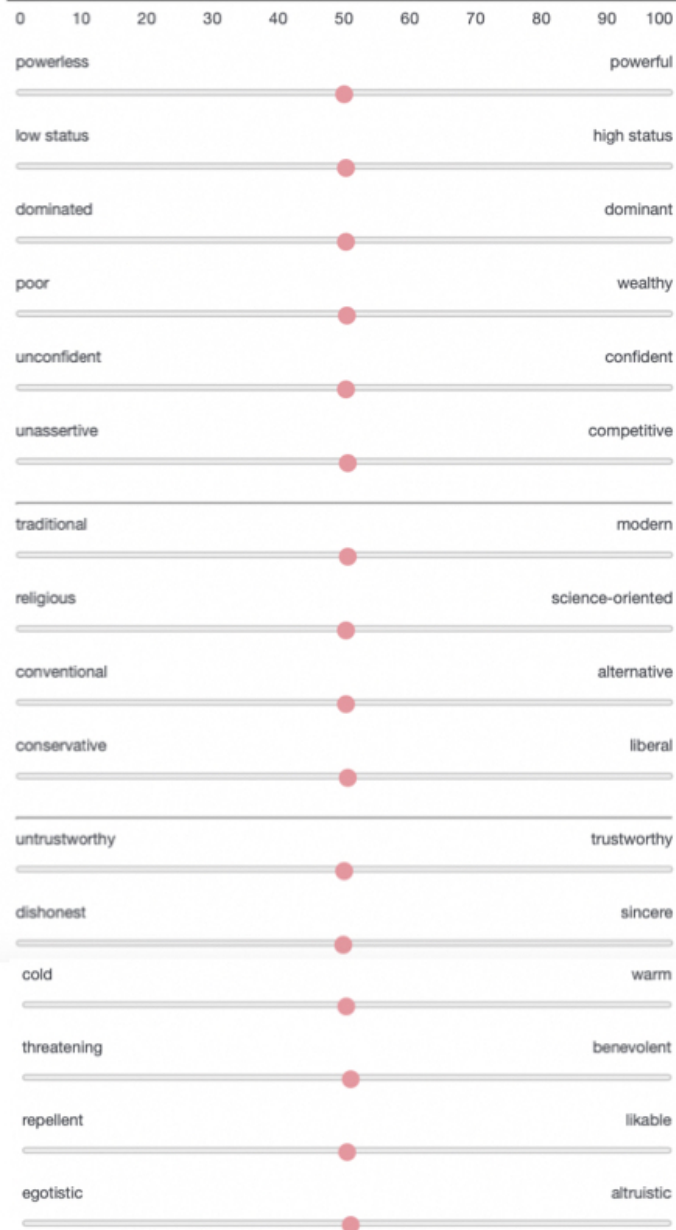 0 10 20 30 40 50 60 70 80 90 100
powerless powerful
low status high status
dominated dominant
poor wealthy
unconfident confident
unassertive competitive
traditional modern
religious science-oriented
conventional alternative
conservative liberal
untrustworthy trustworthy
dishonest sincere
cold warm
threatening benevolent
repellent likable
egotistic altruistic